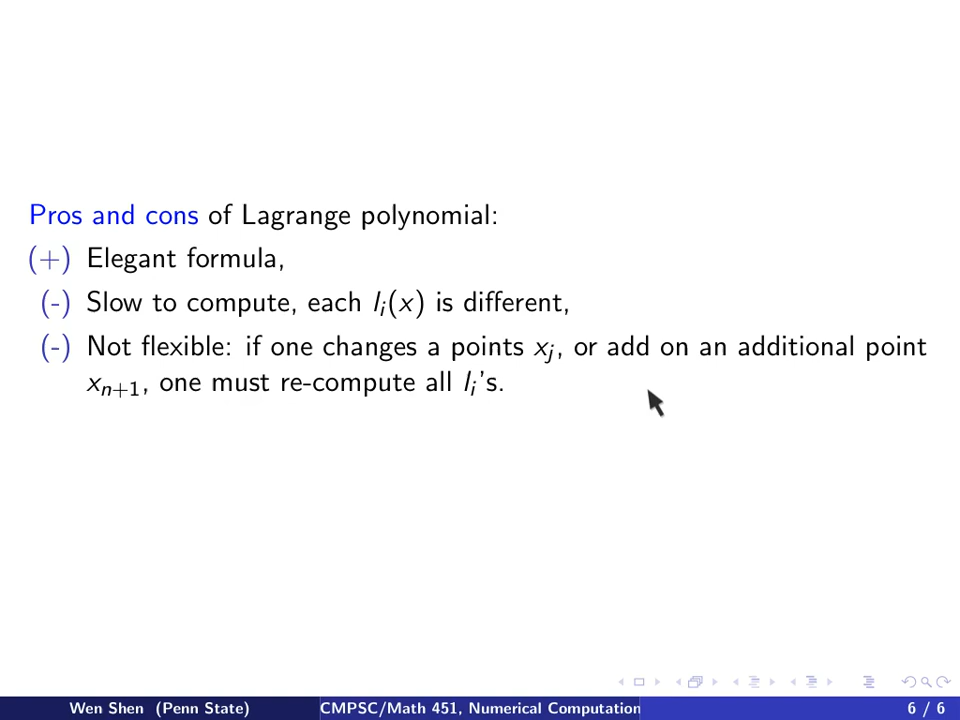 Pros and cons of Lagrange polynomial:
(+) Elegant formula,
(-) Slow to compute, each l_i(x) is different,
(-) Not flexible: if one changes a points x_j, or add on an additional point
x_{n+1}, one must re-compute all l_i's.
Wen Shen (Penn State) CMPSC/Math 451, Numerical Computation 6 / 6